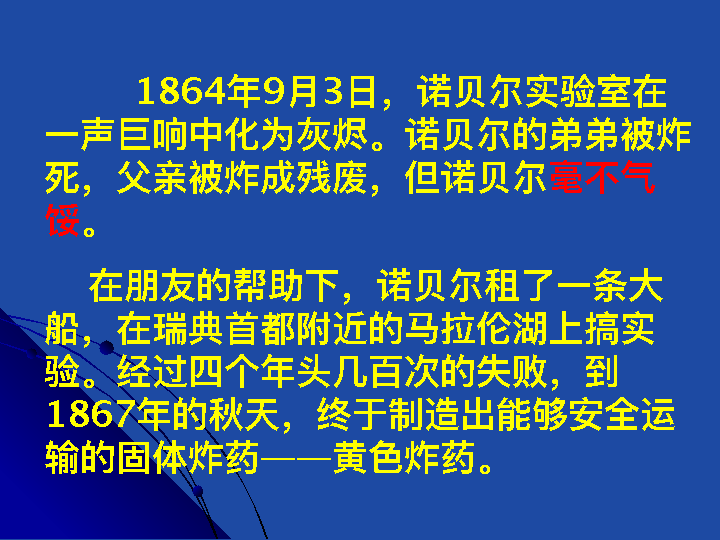 1864年9月3日，诺贝尔实验室在
一声巨响中化为灰烬。诺贝尔的弟弟被炸
死，父亲被炸成残废，但诺贝尔毫不气
馁。
在朋友的帮助下，诺贝尔租了一条大
船，在瑞典首都附近的马拉伦湖上搞实
验。经过四个年头几百次的失败，到
1867年的秋天，终于制造出能够安全运
输的固体炸药——黄色炸药。